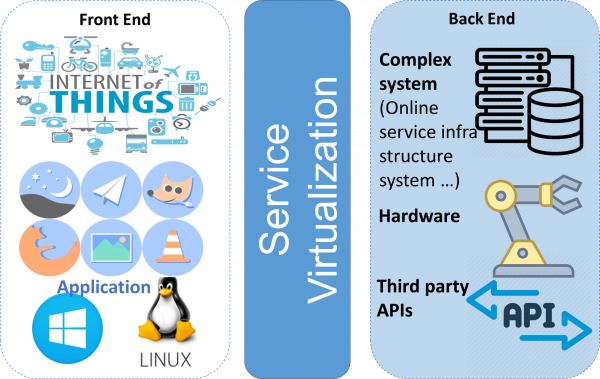 Front End
INTERNET of
THINGS
Application
LINUX
Service
Virtualization
Back End
Complex
system
(Online
service infra
structure
system ...)
Hardware
Third party
APIs
API